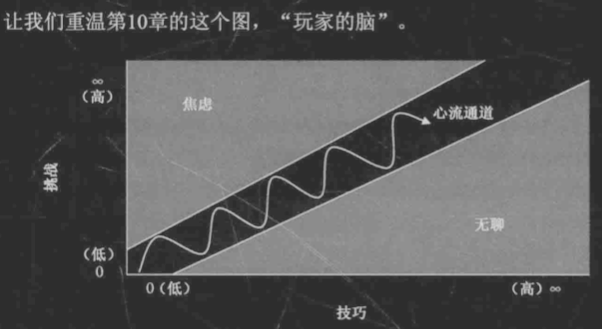 让我们重温第10章的这个图，“玩家的脑”。
∞
（高）
焦虑
心流通道
挑战
无聊
（低）
0
0（低）
（高）∞
技巧